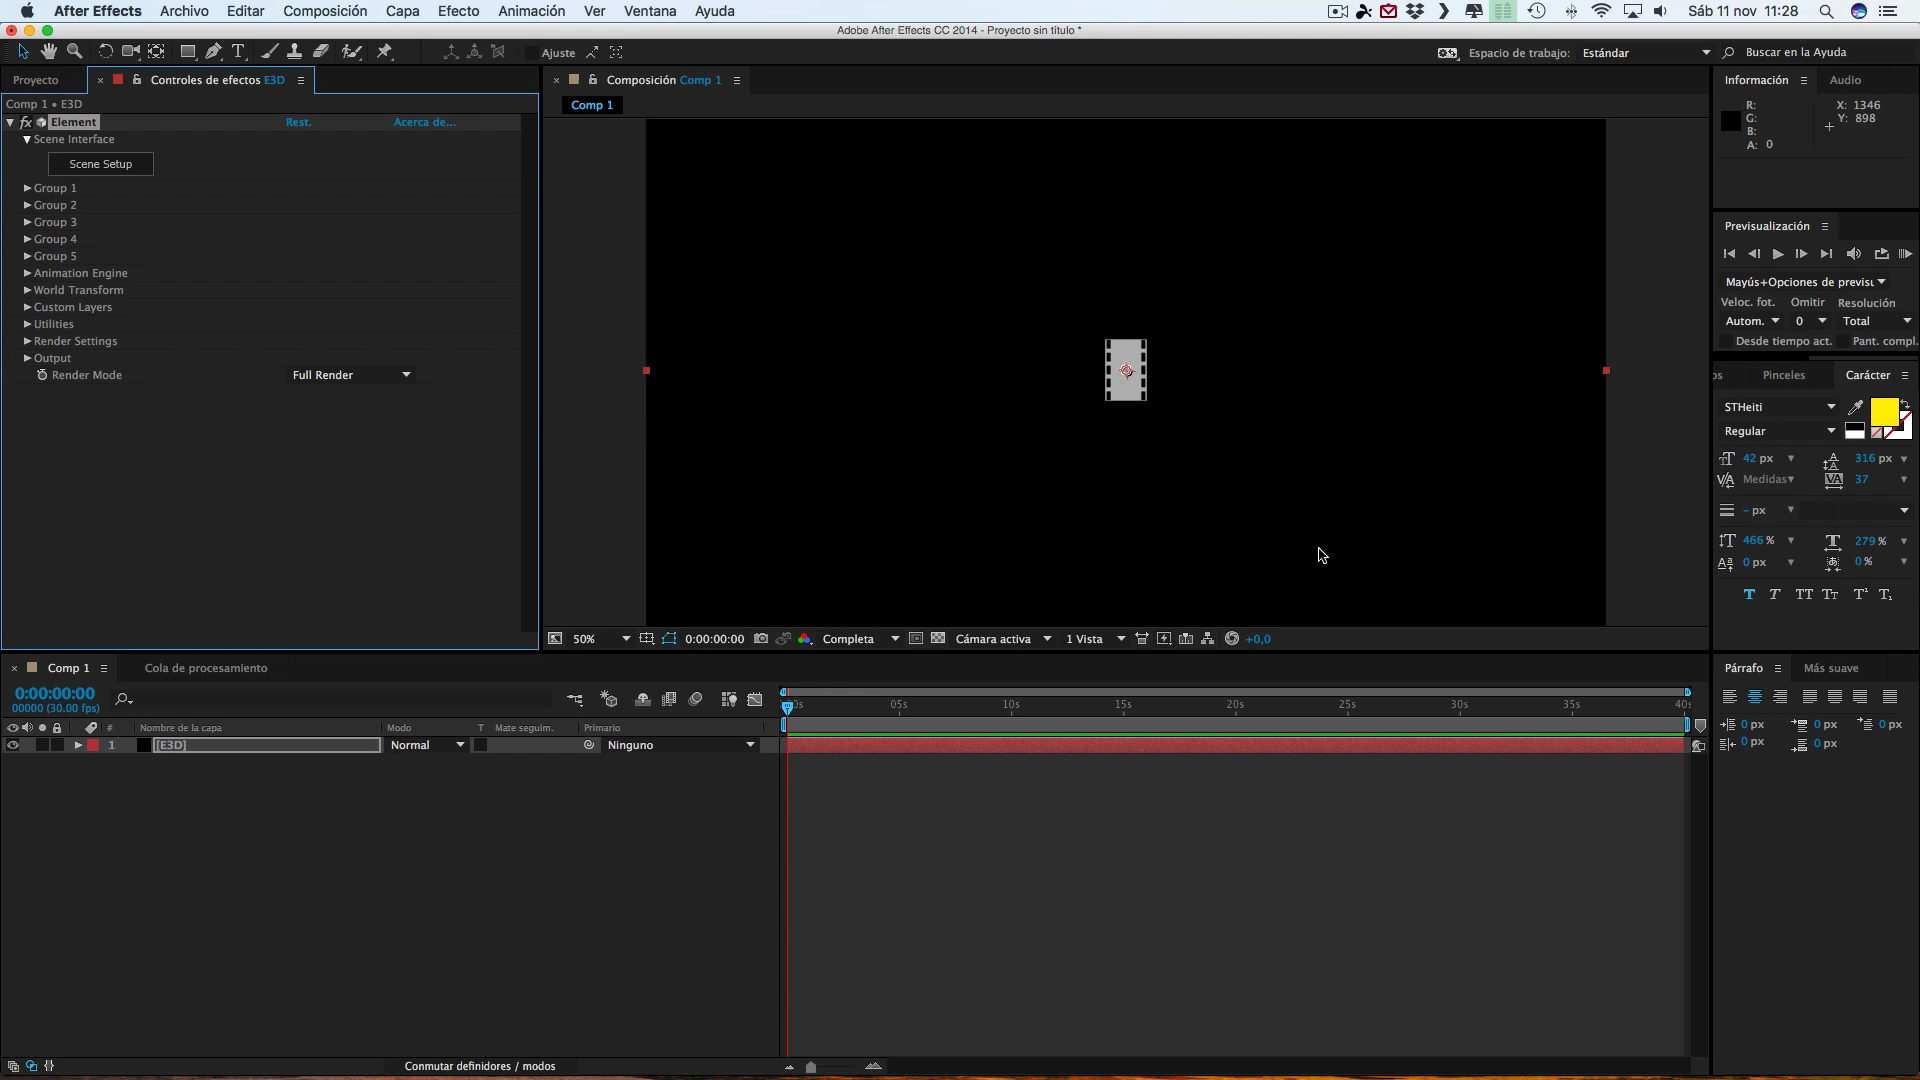 After Effects Archivo Editar Composición Capa Efecto Animación Ver Ventana Ayuda Sáb 11 nov 11:28
Adobe After Effects CC 2014 - Proyecto sin título *
Ajuste Espacio de trabajo: Estándar Buscar en la Ayuda
Proyecto Controles de efectos E3D
Comp 1 • E3D
fx Element Rest. Acerca de...
Scene Interface
Scene Setup
Group 1
Group 2
Group 3
Group 4
Group 5
Animation Engine
World Transform
Custom Layers
Utilities
Render Settings
Output
Render Mode Full Render
Composición Comp 1
Comp 1
50% 0:00:00:00 Completa Cámara activa 1 Vista +0,0
Información Audio
R: X: 1346
G: Y: 898
B:
A: 0
Previsualización
Mayús+Opciones de previsu
Veloc. fot. Omitir Resolución
Autom. 0 Total
Desde tiempo act. Pant. compl.
os Pinceles Carácter
STHeiti
Regular
42 px 316 px
Medidas 37
- px
466 % 279 %
0 px 0 %
Párrafo Más suave
0 px 0 px 0 px
0 px 0 px
Comp 1 Cola de procesamiento
0:00:00:00
00000 (30.00 fps)
05s 10s 15s 20s 25s 30s 35s 40s
# Nombre de la capa Modo T Mate seguim. Primario
1 [E3D] Normal Ninguno
Conmutar definidores / modos